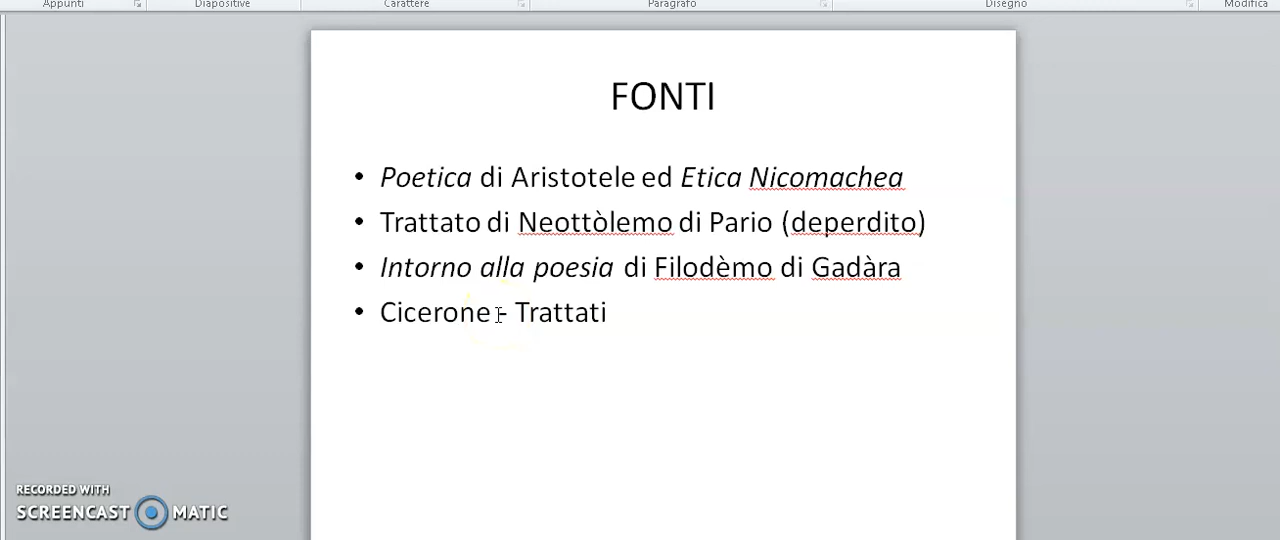 Appunti Diapositive Carattere Paragrafo Disegno Modifica
FONTI
• Poetica di Aristotele ed Etica Nicomachea
• Trattato di Neottòlemo di Pario (deperdito)
• Intorno alla poesia di Filodèmo di Gadàra
• Cicerone - Trattati
RECORDED WITH
SCREENCAST MATIC